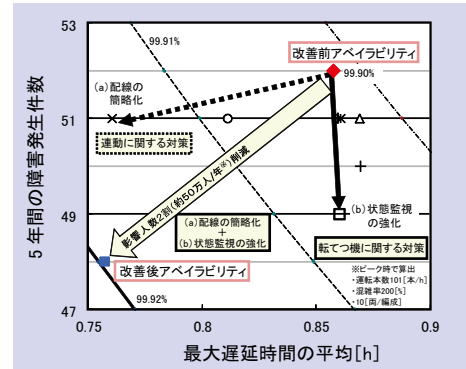 5年間の障害発生件数
53
51
49
47
99.91%
改善前アベイラビリティ
99.90%
(a)配線の
簡略化
連動に関する対策
影響人数2割(約50万人/年※)削減
(a)配線の簡略化
+
(b)状態監視の強化
(b)状態監視
の強化
転てつ機に関する対策
改善後アベイラビリティ
99.92%
※ピーク時で算出
・運転本数101[本/h]
・混雑率200[%]
・10[両/編成]
0.75
0.8
0.85
0.9
最大遅延時間の平均[h]